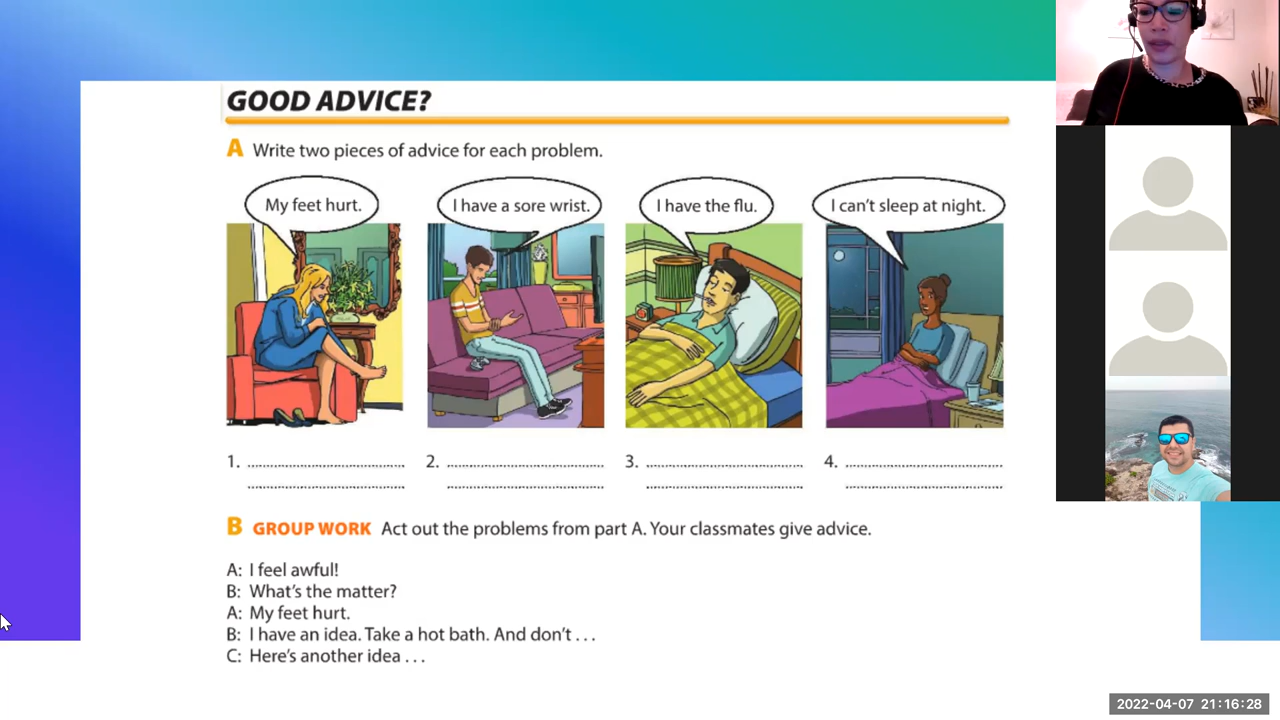 GOOD ADVICE?
A Write two pieces of advice for each problem.
My feet hurt.
I have a sore wrist.
I have the flu.
I can't sleep at night.
1.
2.
3.
4.
B GROUP WORK Act out the problems from part A. Your classmates give advice.
A: I feel awful!
B: What's the matter?
A: My feet hurt.
B: I have an idea. Take a hot bath. And don't . . .
C: Here's another idea . . .
2022-04-07 21:16:28